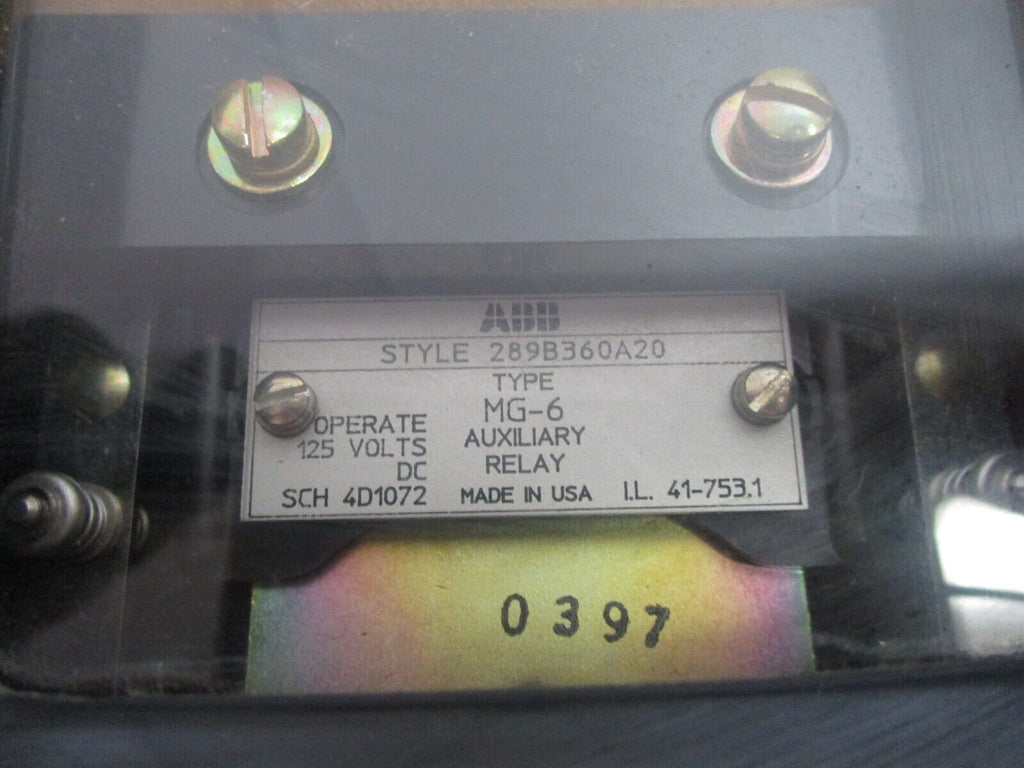 ABB
STYLE 289B360A20
TYPE
MG-6
AUXILIARY
RELAY
OPERATE
125 VOLTS
DC
SCH 4D1072 MADE IN USA I.L. 41-753.1
0397